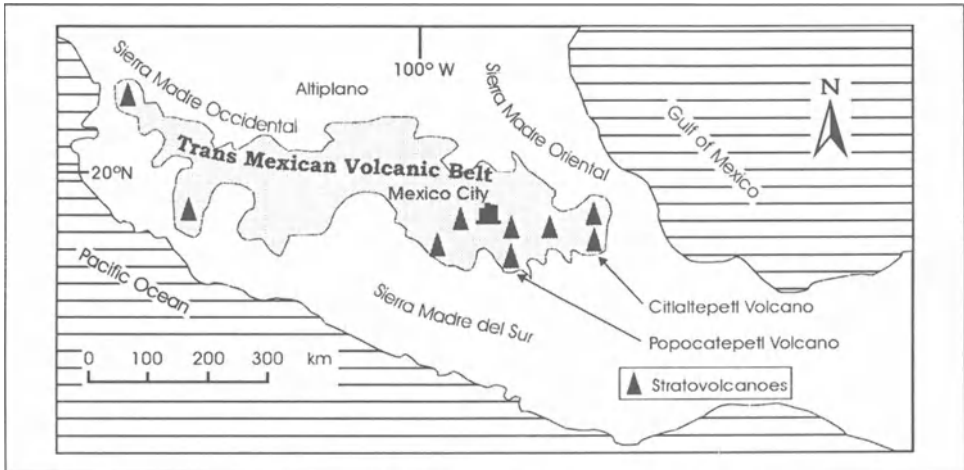 100° W
Sierra Madre Occidental
Altiplano
Sierra Madre Oriental
N
Gulf of Mexico
Trans Mexican Volcanic Belt
20°N
Mexico City
Pacific Ocean
Sierra Madre del Sur
Citlaltepetl Volcano
Popocatepetl Volcano
0 100 200 300 km
Stratovolcanoes